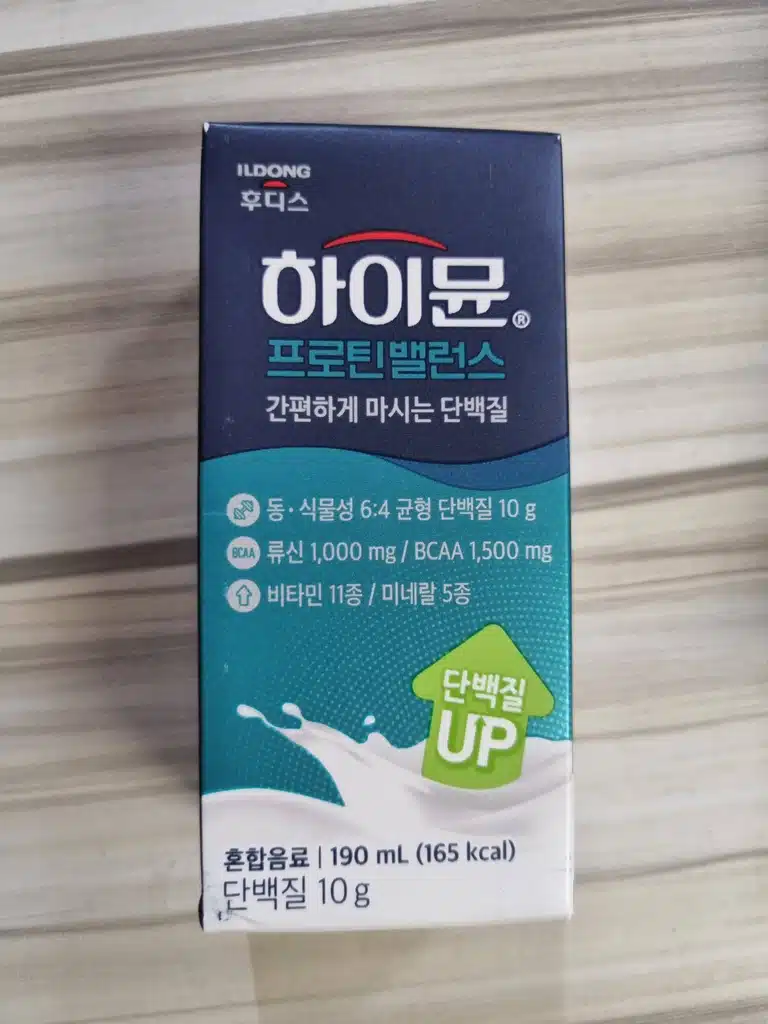 ILDONG
후디스
하이뮨®
프로틴밸런스
간편하게 마시는 단백질
동·식물성 6:4 균형 단백질 10 g
BCAA 류신 1,000 mg / BCAA 1,500 mg
비타민 11종 / 미네랄 5종
단백질
UP
혼합음료 | 190 mL (165 kcal)
단백질 10 g